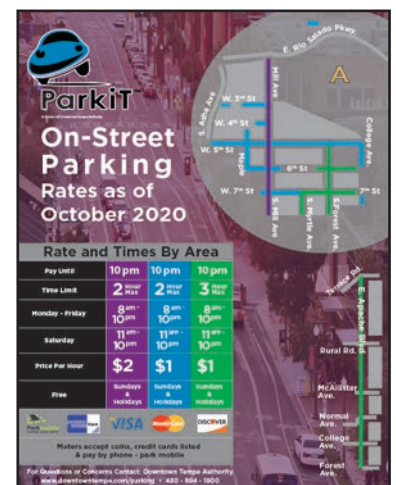 E. Rio Salado Pkwy.
A
Mill Ave
S. Ashe Ave
W. 3rd St
W. 4th St
W. 5th St
Maple
College Ave.
6th St
W. 7th St
7th St
S. Mill Ave
S. Myrtle Ave.
S.Forest Ave.
ParkiT
On-Street
Parking
Rates as of
October 2020
Rate and Times By Area
Pay Until 10 pm 10 pm 10 pm
Time Limit 2 Hour Max 2 Hour Max 3 Hour Max
Monday - Friday 8am - 10pm 8am - 10pm 8am - 10pm
Saturday 11am - 10pm 11am - 10pm 11am - 10pm
Price Per Hour $2 $1 $1
Free Sundays & Holidays Sundays & Holidays Sundays & Holidays
VISA MasterCard DISCOVER
Meters accept coins, credit cards listed
& pay by phone - park mobile
For Questions or Concerns Contact: Downtown Tempe Authority
www.downtowntempe.com/parking • 480 - 894 - 1800
Terrace Rd.
E. Apache Blvd
Rural Rd.
McAllister
Ave.
Normal
Ave.
College
Ave.
Forest
Ave.